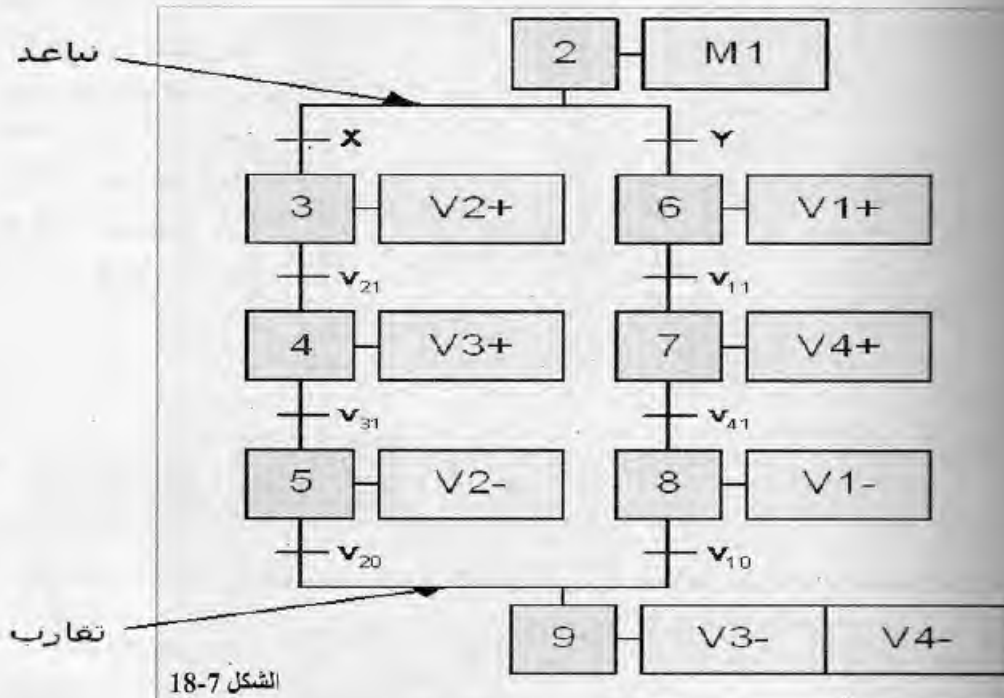 2 M1
تباعد
X Y
3 V2+ 6 V1+
v₂₁ v₁₁
4 V3+ 7 V4+
v₃₁ v₄₁
5 V2- 8 V1-
v₂₀ v₁₀
تقارب
9 V3- V4-
الشكل 7-18